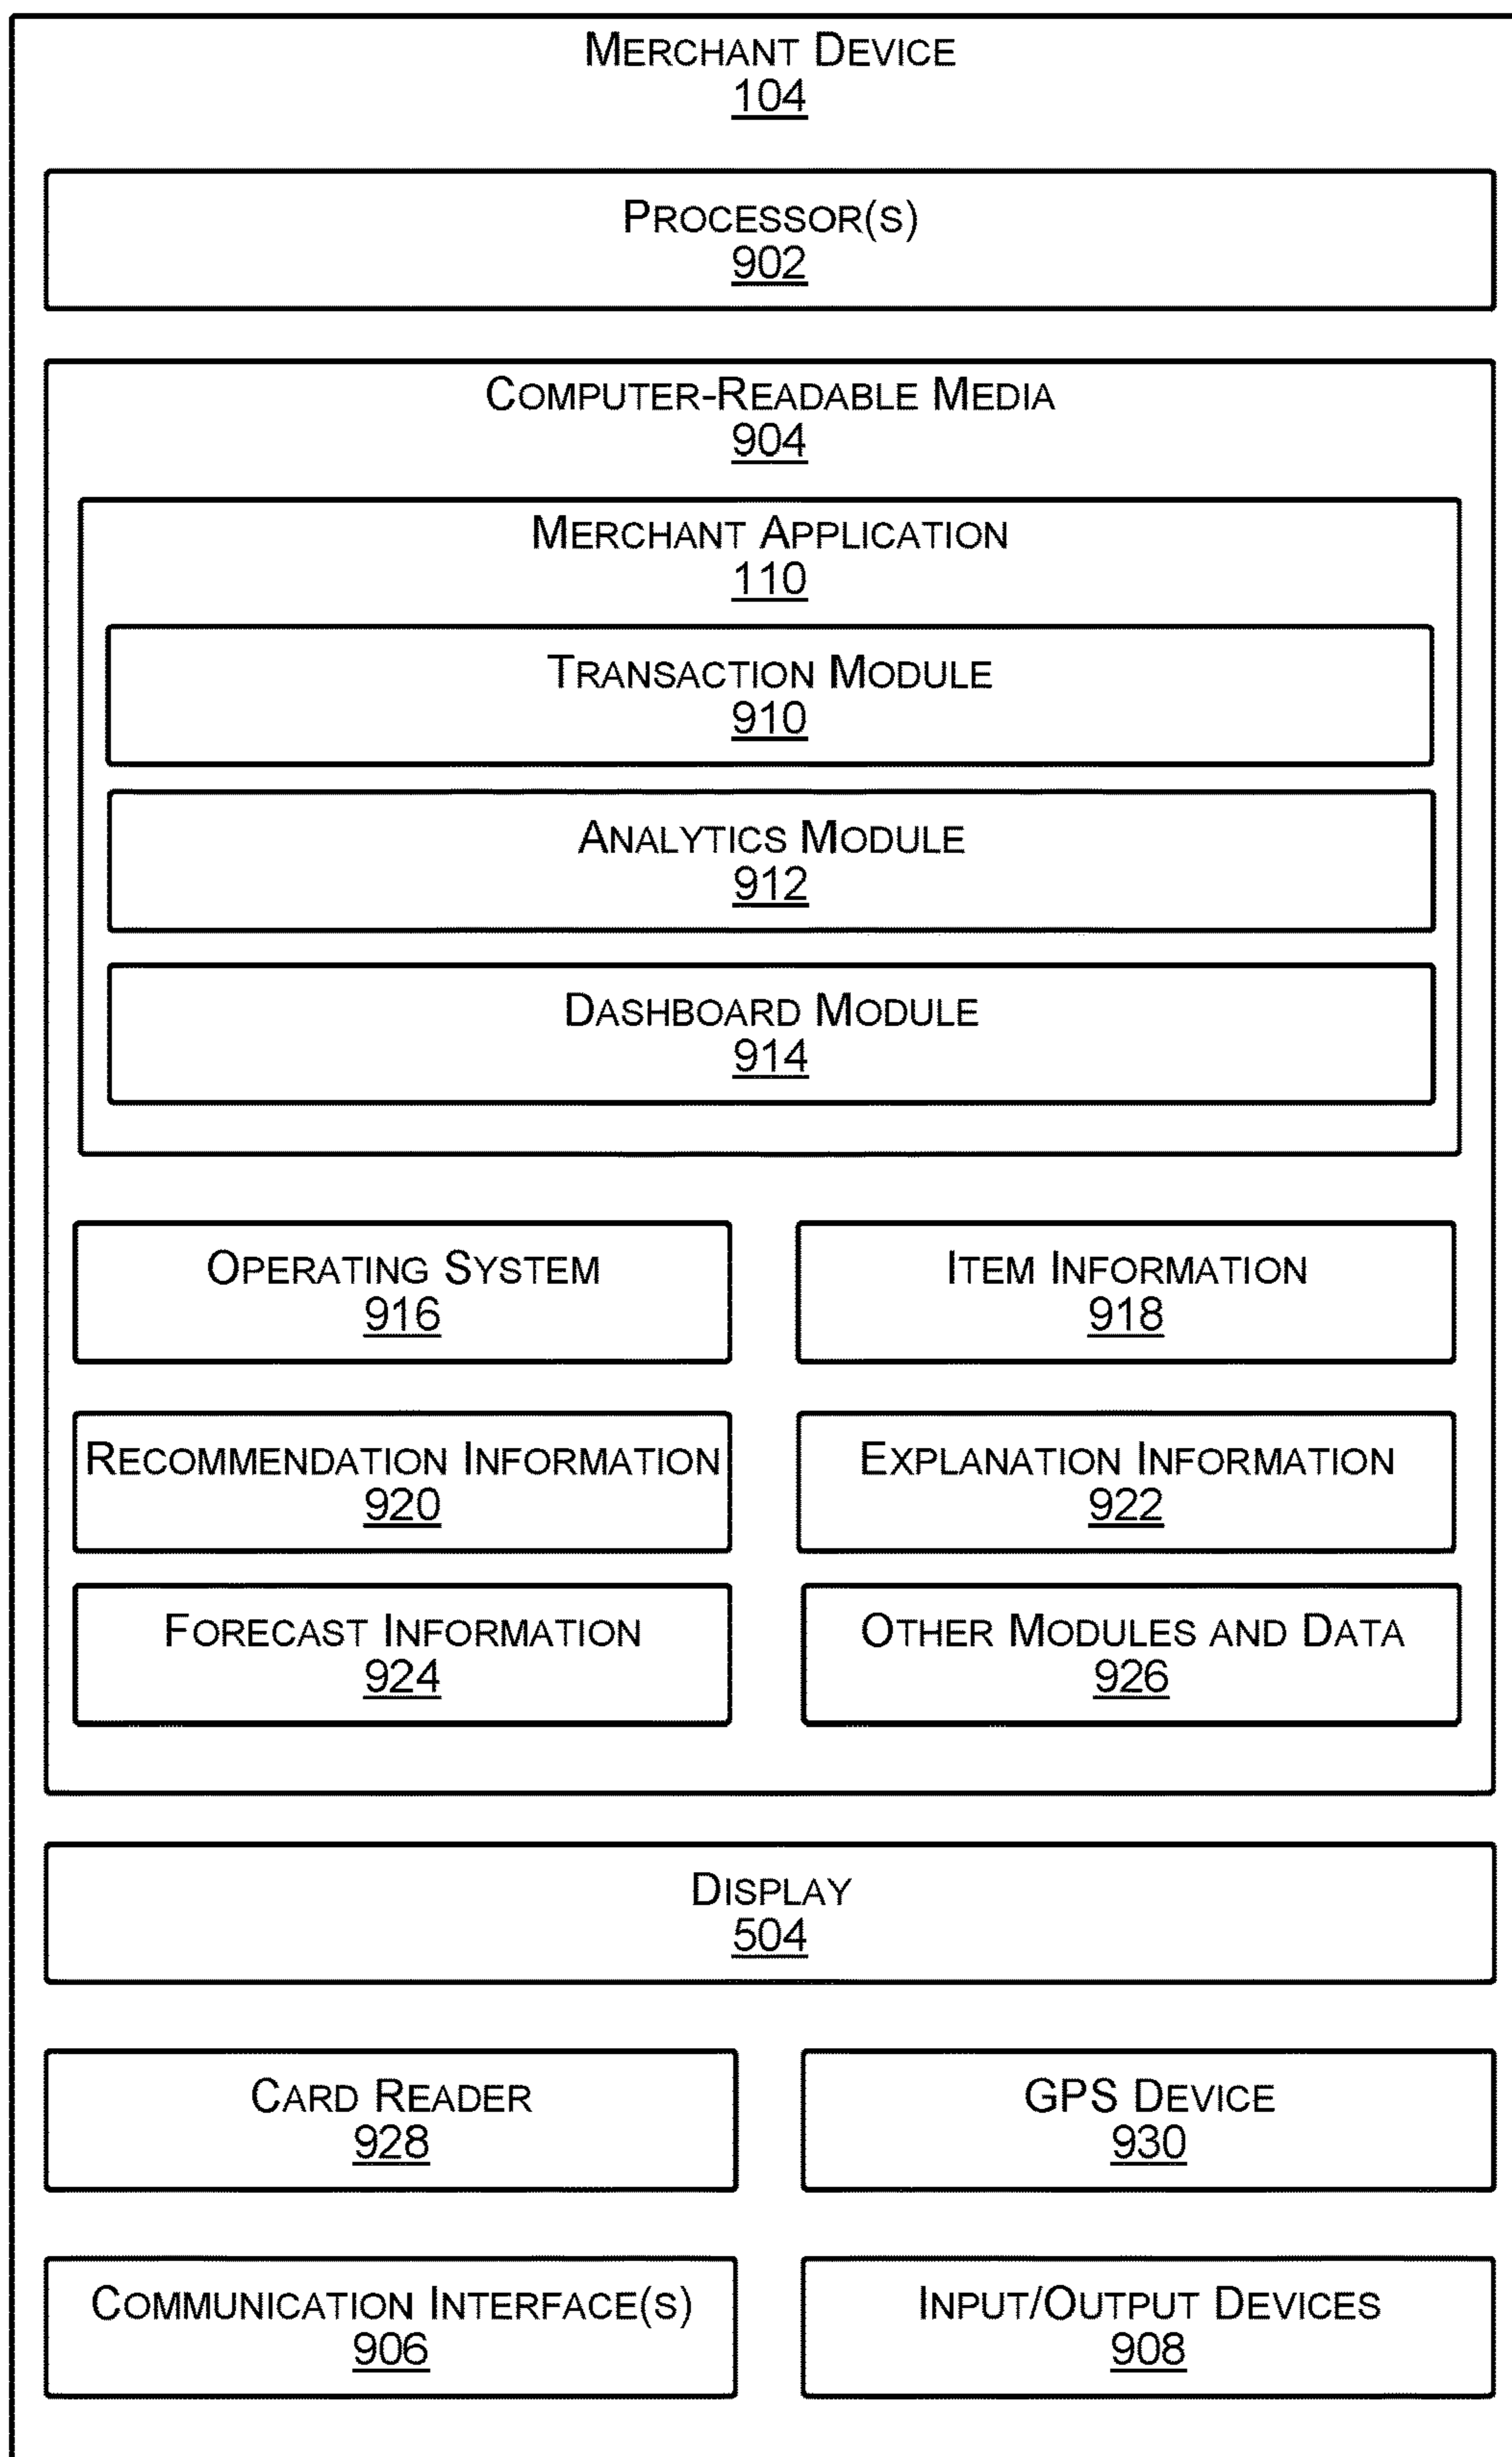 MERCHANT DEVICE
104
PROCESSOR(S)
902
COMPUTER-READABLE MEDIA
904
MERCHANT APPLICATION
110
TRANSACTION MODULE
910
ANALYTICS MODULE
912
DASHBOARD MODULE
914
OPERATING SYSTEM
916
ITEM INFORMATION
918
RECOMMENDATION INFORMATION
920
EXPLANATION INFORMATION
922
FORECAST INFORMATION
924
OTHER MODULES AND DATA
926
DISPLAY
504
CARD READER
928
GPS DEVICE
930
COMMUNICATION INTERFACE(S)
906
INPUT/OUTPUT DEVICES
908